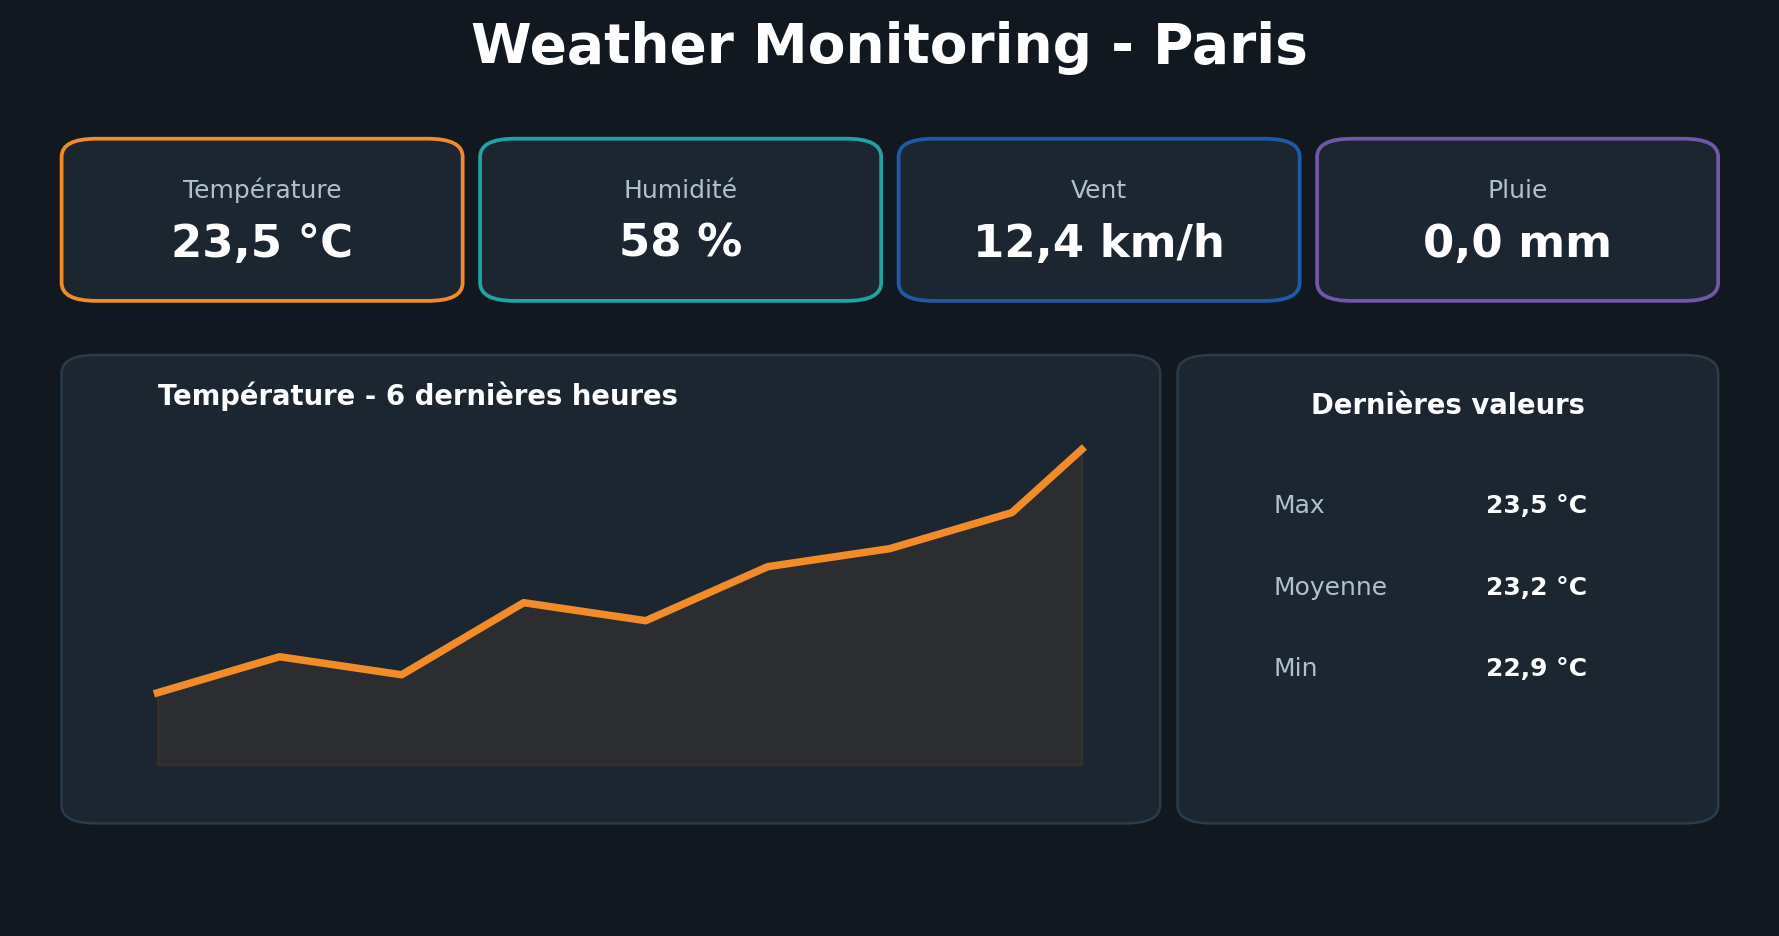 Weather Monitoring - Paris
Température
23,5 °C
Humidité
58 %
Vent
12,4 km/h
Pluie
0,0 mm
Température - 6 dernières heures
Dernières valeurs
Max 23,5 °C
Moyenne 23,2 °C
Min 22,9 °C